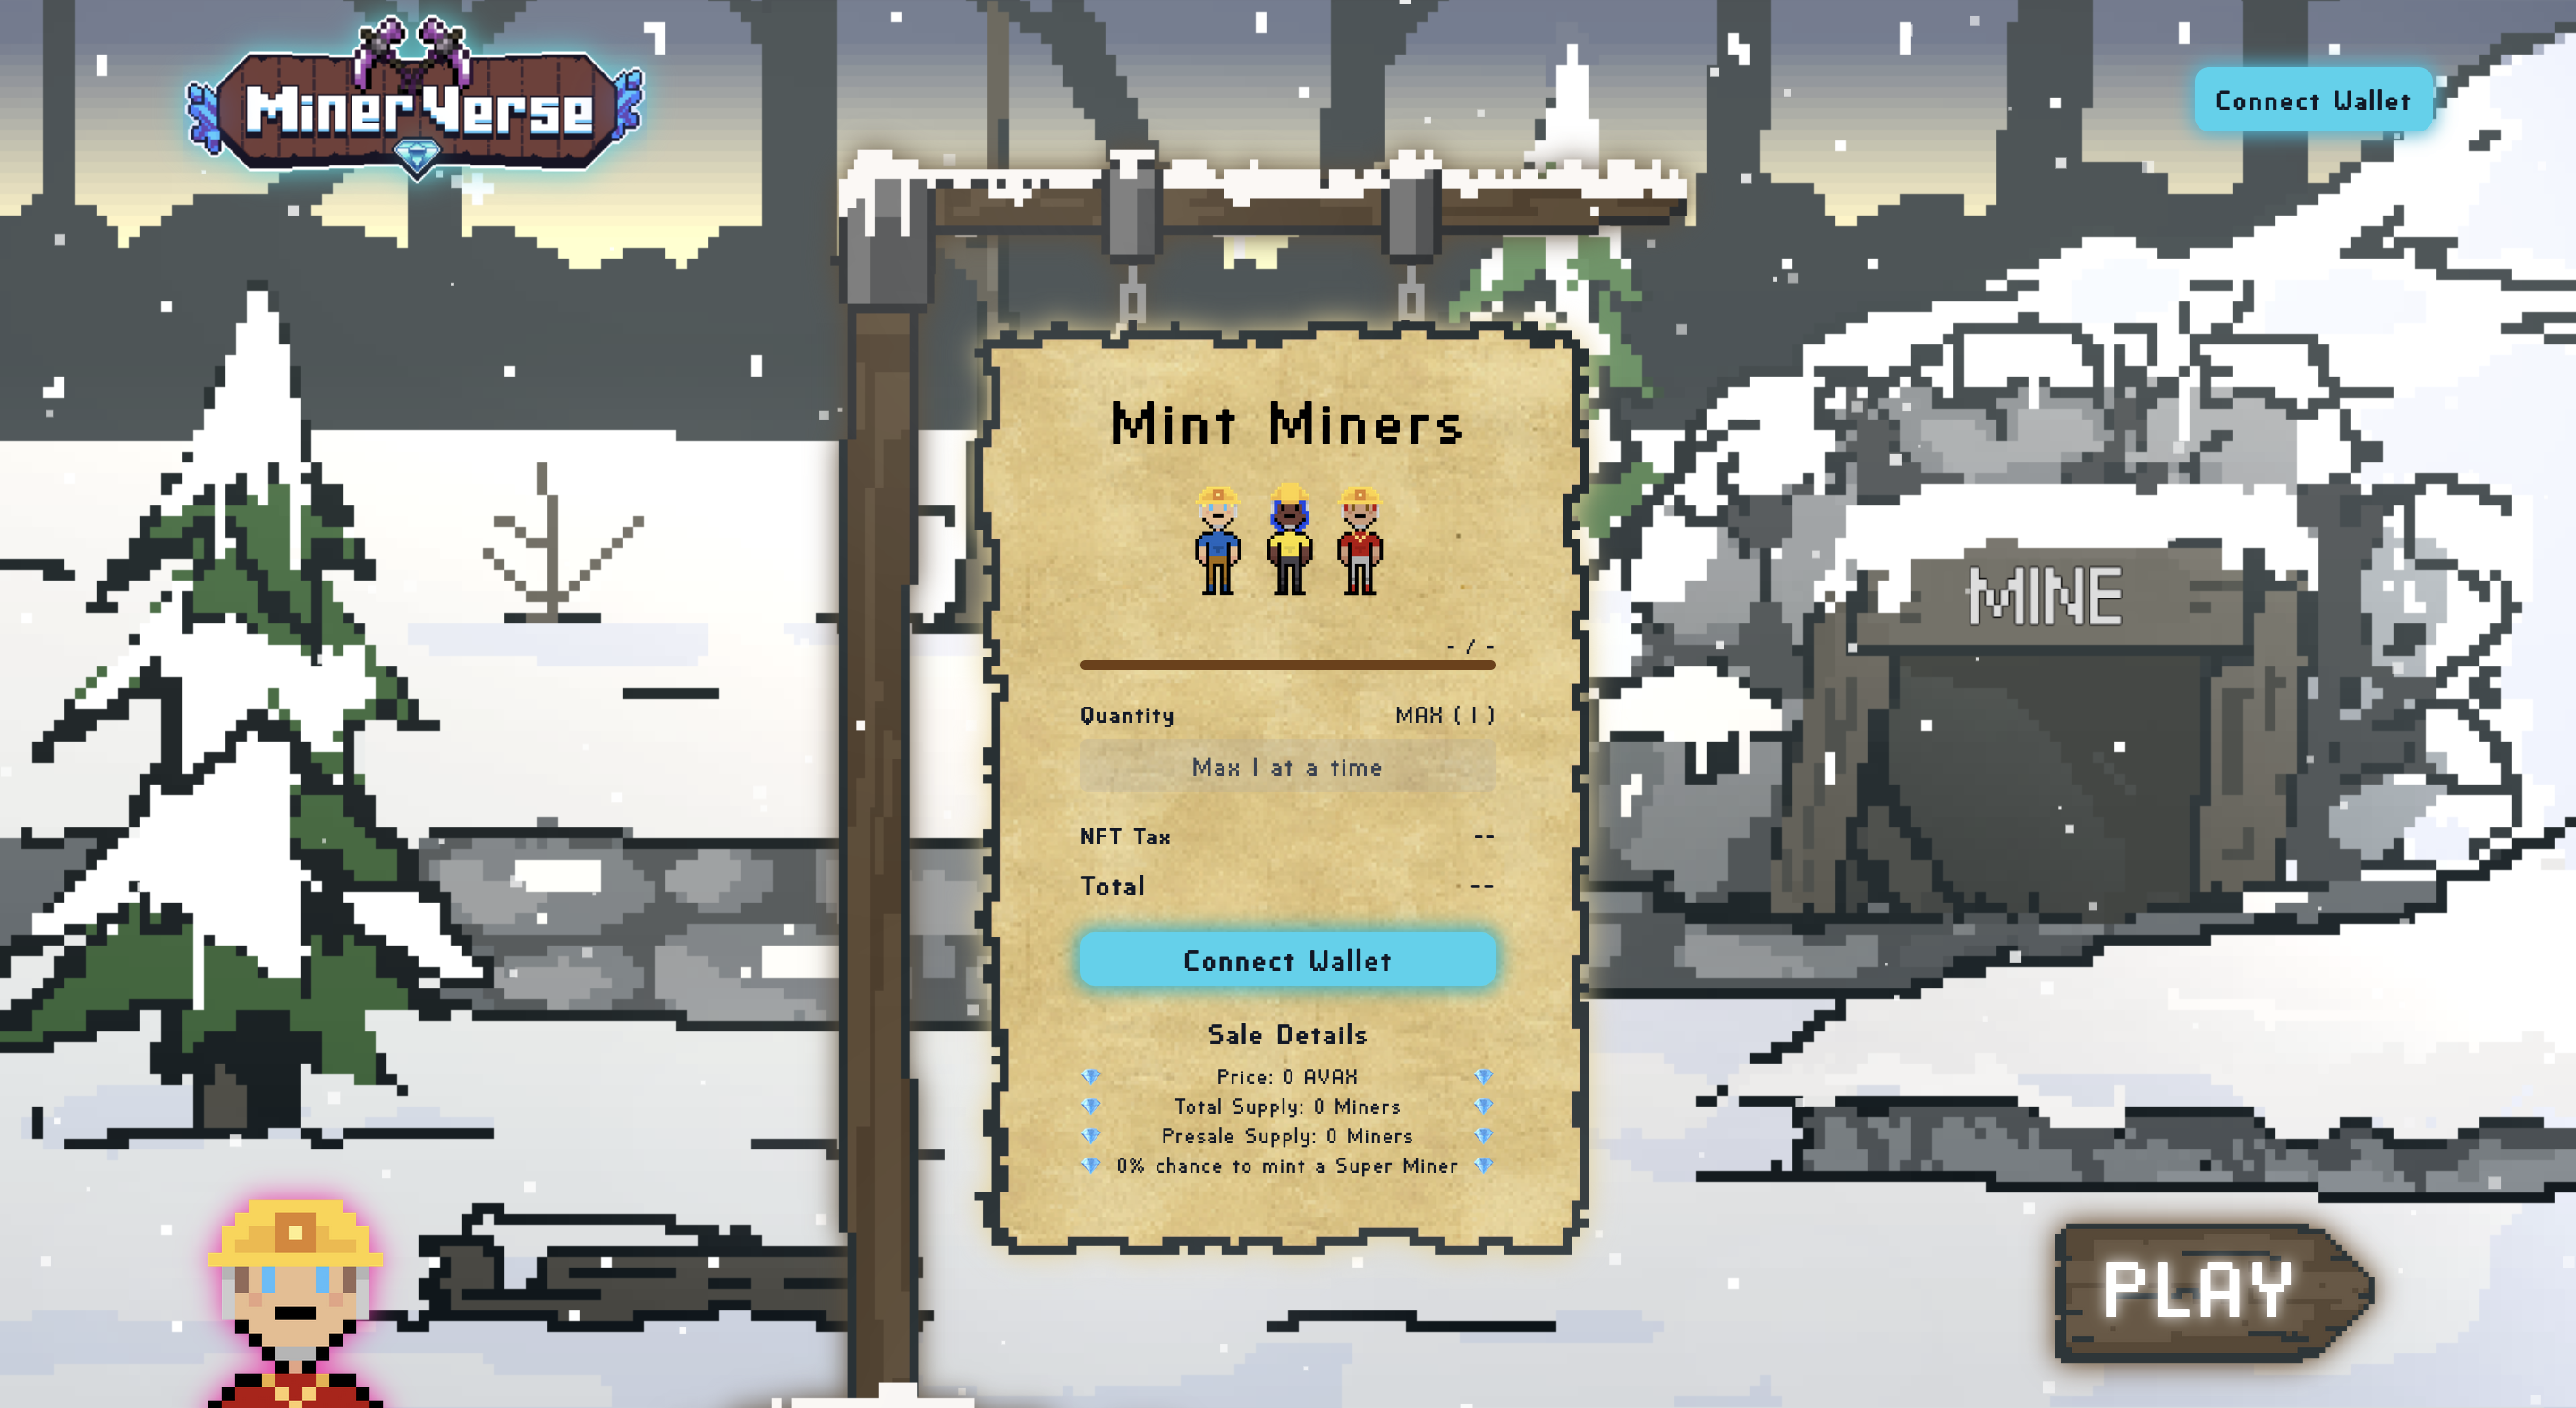 MinerVerse
Connect Wallet
Mint Miners
- / -
Quantity MAX ( 1 )
Max 1 at a time
NFT Tax --
Total --
Connect Wallet
Sale Details
Price: 0 AVAX
Total Supply: 0 Miners
Presale Supply: 0 Miners
0% chance to mint a Super Miner
MINE
PLAY